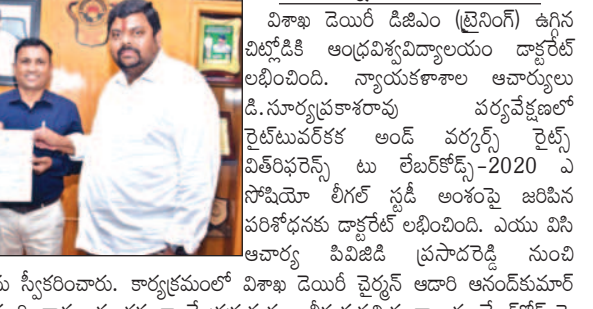 విశాఖ డెయిరీ డిజిఎం (ట్రైనింగ్) ఉగ్గిన
చిట్లోడికి ఆంధ్రవిశ్వవిద్యాలయం డాక్టరేట్
లభించింది. న్యాయకళాశాల ఆచార్యులు
డి.సూర్యప్రకాశరావు పర్యవేక్షణలో
రైట్‌టువర్‌కక అండ్ వర్కర్స్ రైట్స్
విత్‌రిఫరెన్స్ టు లేబర్‌కోడ్స్-2020 ఎ
సోషియో లీగల్ స్టడీ అంశంపై జరిపిన
పరిశోధనకు డాక్టరేట్ లభించింది. ఎయు విసి
ఆచార్య పివిజిడి ప్రసాదరెడ్డి నుంచి
స్వీకరించారు. కార్యక్రమంలో విశాఖ డెయిరీ చైర్మన్ ఆడారి ఆనంద్‌కుమార్